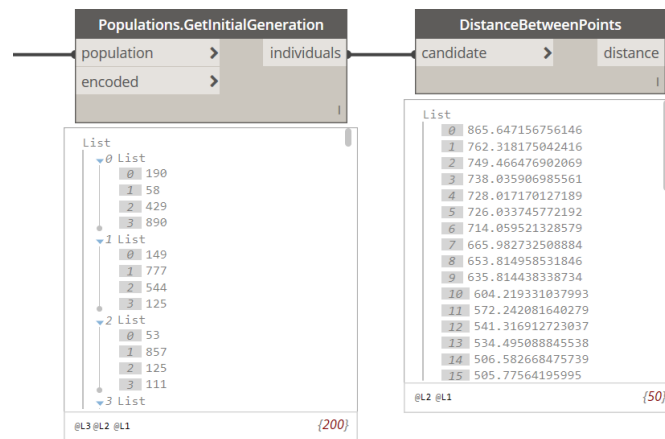 Populations.GetInitialGeneration
population > individuals
encoded >
l
List
0 List
0 190
1 58
2 429
3 890
1 List
0 149
1 777
2 544
3 125
2 List
0 53
1 857
2 125
3 111
3 List
@L3 @L2 @L1 {200}
DistanceBetweenPoints
candidate > distance
l
List
0 865.647156756146
1 762.318175042416
2 749.466476902069
3 738.035906985561
4 728.017170127189
5 726.033745772192
6 714.059521328579
7 665.982732508884
8 653.814958531846
9 635.814438338734
10 604.219331037993
11 572.242081640279
12 541.316912723037
13 534.495088845538
14 506.582668475739
15 505.77564195995
@L2 @L1 {50}